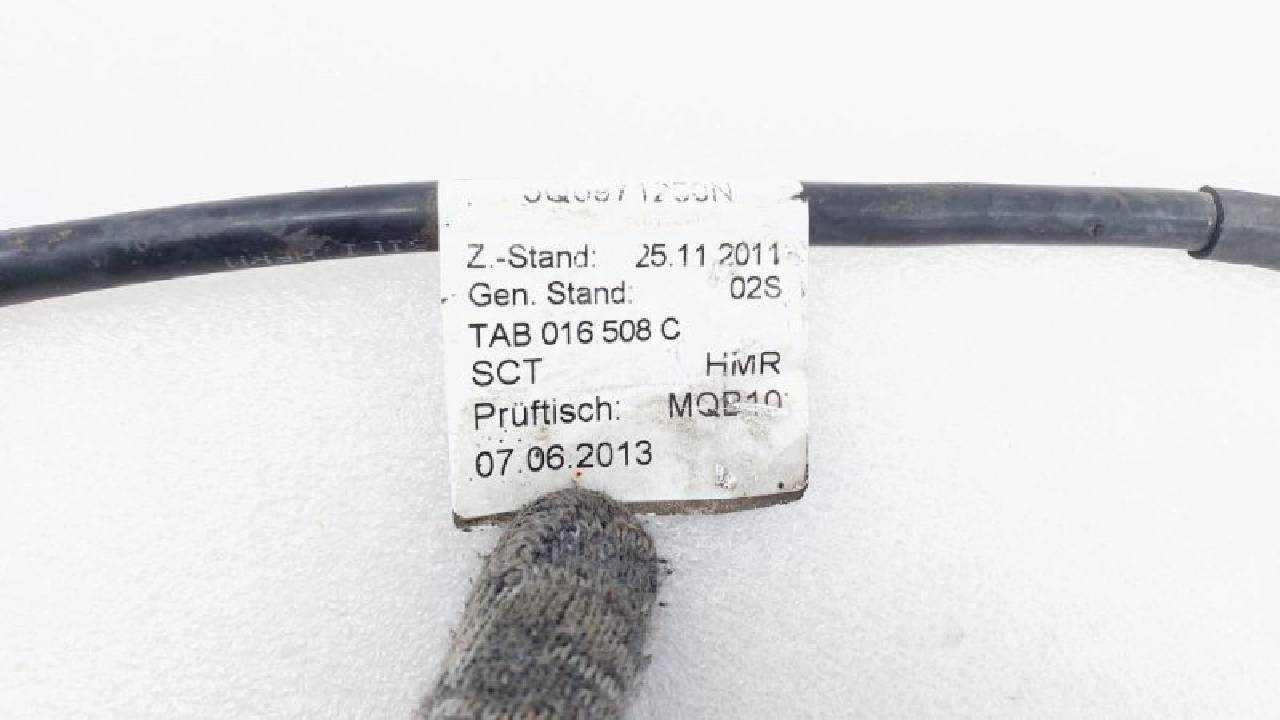 Z.-Stand: 25.11.2011
Gen. Stand: 02S
TAB 016 508 C
SCT HMR
Prüftisch: MQB10
07.06.2013